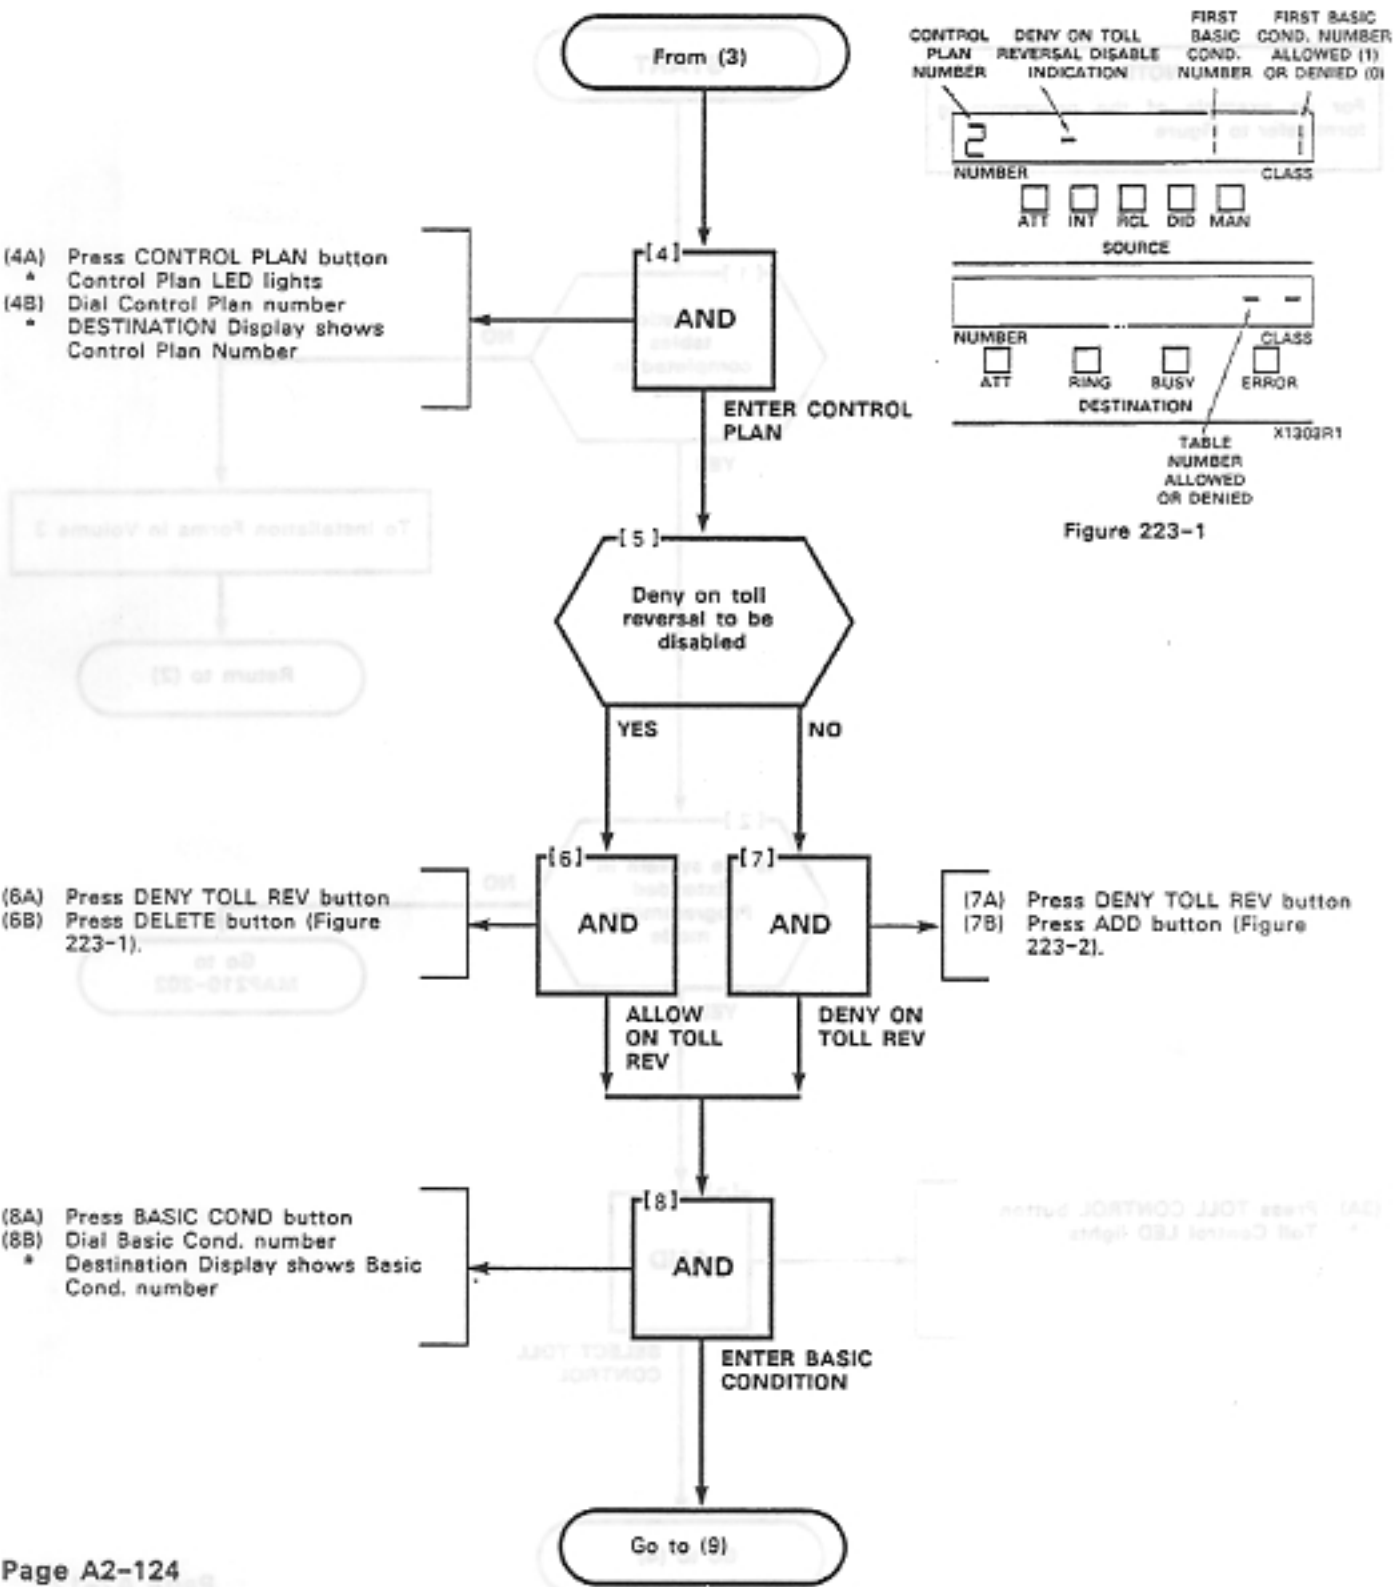 From (3)
CONTROL
PLAN
NUMBER
DENY ON TOLL
REVERSAL DISABLE
INDICATION
FIRST
BASIC
COND.
NUMBER
FIRST BASIC
COND. NUMBER
ALLOWED (1)
OR DENIED (0)
2 - | |
NUMBER CLASS
ATT INT RCL DID MAN
SOURCE
- -
NUMBER CLASS
ATT RING BUSY ERROR
DESTINATION
X1303R1
TABLE
NUMBER
ALLOWED
OR DENIED
Figure 223-1
(4A) Press CONTROL PLAN button
* Control Plan LED lights
(4B) Dial Control Plan number
* DESTINATION Display shows
Control Plan Number
[4]
AND
ENTER CONTROL
PLAN
[5]
Deny on toll
reversal to be
disabled
YES
NO
(6A) Press DENY TOLL REV button
(6B) Press DELETE button (Figure
223-1).
[6]
AND
[7]
AND
(7A) Press DENY TOLL REV button
(7B) Press ADD button (Figure
223-2).
ALLOW
ON TOLL
REV
DENY ON
TOLL REV
(8A) Press BASIC COND button
(8B) Dial Basic Cond. number
* Destination Display shows Basic
Cond. number
[8]
AND
ENTER BASIC
CONDITION
Go to (9)
Page A2-124